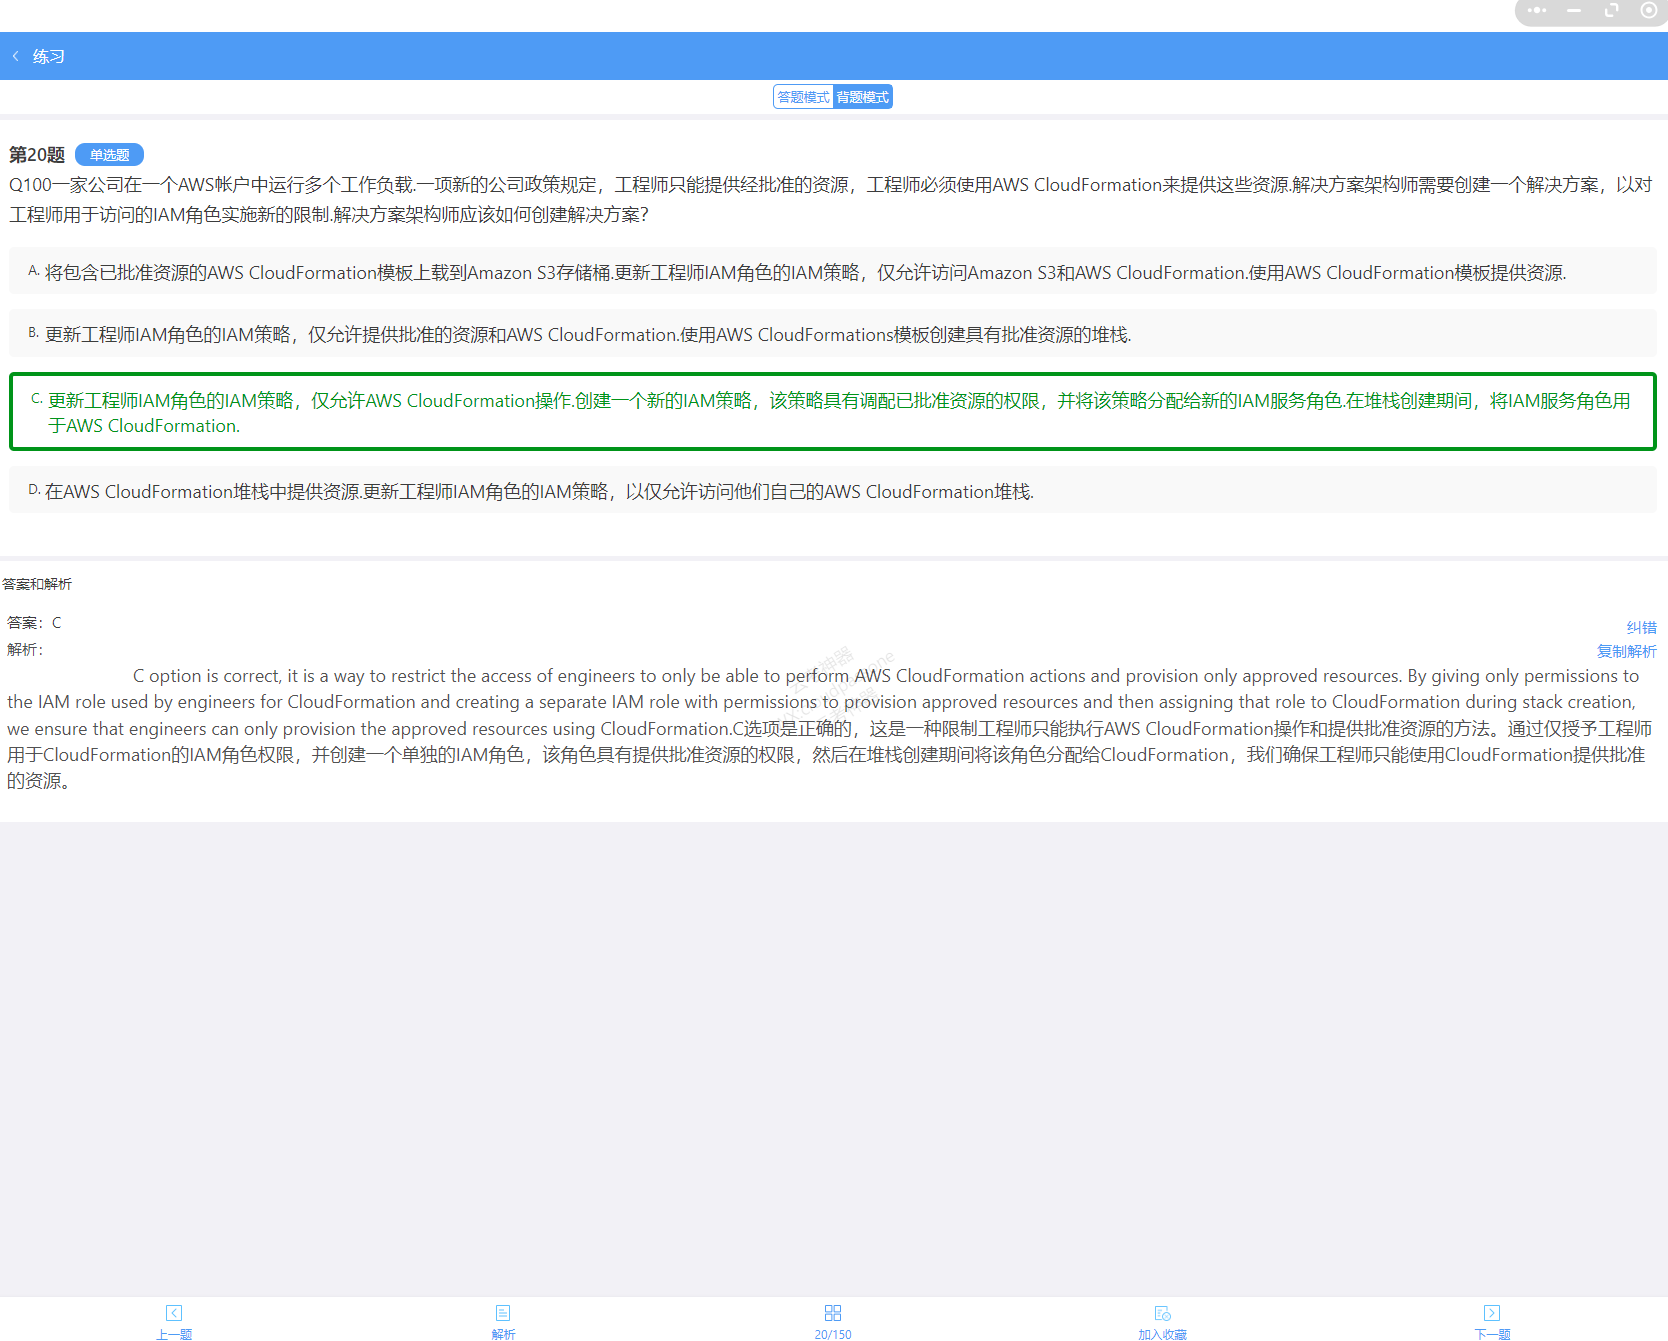 练习
答题模式 背题模式
第20题 单选题
Q100一家公司在一个AWS帐户中运行多个工作负载.一项新的公司政策规定，工程师只能提供经批准的资源，工程师必须使用AWS CloudFormation来提供这些资源.解决方案架构师需要创建一个解决方案，以对
工程师用于访问的IAM角色实施新的限制.解决方案架构师应该如何创建解决方案?
A. 将包含已批准资源的AWS CloudFormation模板上载到Amazon S3存储桶.更新工程师IAM角色的IAM策略，仅允许访问Amazon S3和AWS CloudFormation.使用AWS CloudFormation模板提供资源.
B. 更新工程师IAM角色的IAM策略，仅允许提供批准的资源和AWS CloudFormation.使用AWS CloudFormations模板创建具有批准资源的堆栈.
C. 更新工程师IAM角色的IAM策略，仅允许AWS CloudFormation操作.创建一个新的IAM策略，该策略具有调配已批准资源的权限，并将该策略分配给新的IAM服务角色.在堆栈创建期间，将IAM服务角色用
于AWS CloudFormation.
D. 在AWS CloudFormation堆栈中提供资源.更新工程师IAM角色的IAM策略，以仅允许访问他们自己的AWS CloudFormation堆栈.
答案和解析
答案：C
纠错
解析：
复制解析
C option is correct, it is a way to restrict the access of engineers to only be able to perform AWS CloudFormation actions and provision only approved resources. By giving only permissions to
the IAM role used by engineers for CloudFormation and creating a separate IAM role with permissions to provision approved resources and then assigning that role to CloudFormation during stack creation,
we ensure that engineers can only provision the approved resources using CloudFormation.C选项是正确的，这是一种限制工程师只能执行AWS CloudFormation操作和提供批准资源的方法。通过仅授予工程师
用于CloudFormation的IAM角色权限，并创建一个单独的IAM角色，该角色具有提供批准资源的权限，然后在堆栈创建期间将该角色分配给CloudFormation，我们确保工程师只能使用CloudFormation提供批准
的资源。
上一题 解析 20/150 加入收藏 下一题